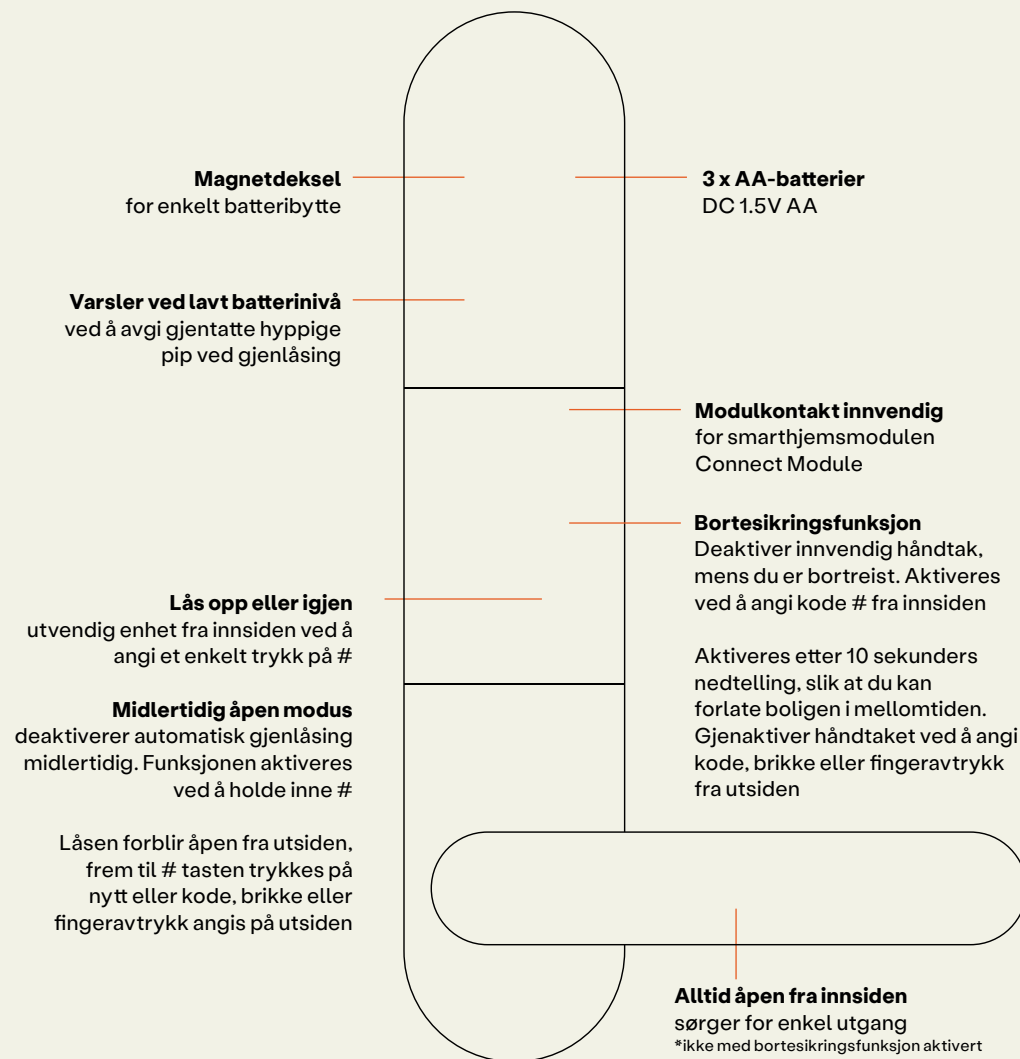 Magnetdeksel
for enkelt batteribytte
3 x AA-batterier
DC 1.5V AA
Varsler ved lavt batterinivå
ved å avgi gjentatte hyppige
pip ved gjenlåsing
Modulkontakt innvendig
for smarthjemsmodulen
Connect Module
Bortesikringsfunksjon
Deaktiver innvendig håndtak,
mens du er bortreist. Aktiveres
ved å angi kode # fra innsiden
Aktiveres etter 10 sekunders
nedtelling, slik at du kan
forlate boligen i mellomtiden.
Gjenaktiver håndtaket ved å angi
kode, brikke eller fingeravtrykk
fra utsiden
Lås opp eller igjen
utvendig enhet fra innsiden ved å
angi et enkelt trykk på #
Midlertidig åpen modus
deaktiverer automatisk gjenlåsing
midlertidig. Funksjonen aktiveres
ved å holde inne #
Låsen forblir åpen fra utsiden,
frem til # tasten trykkes på
nytt eller kode, brikke eller
fingeravtrykk angis på utsiden
Alltid åpen fra innsiden
sørger for enkel utgang
*ikke med bortesikringsfunksjon aktivert